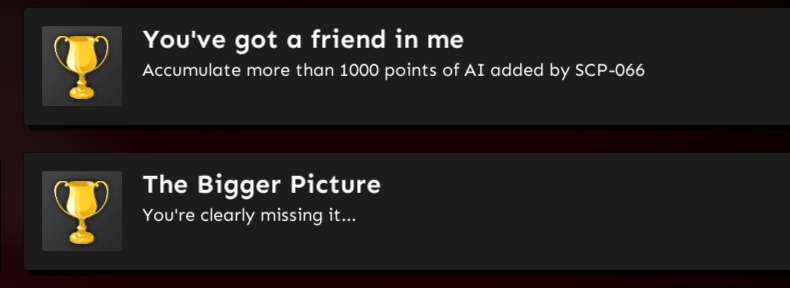 You've got a friend in me
Accumulate more than 1000 points of AI added by SCP-066
The Bigger Picture
You're clearly missing it...